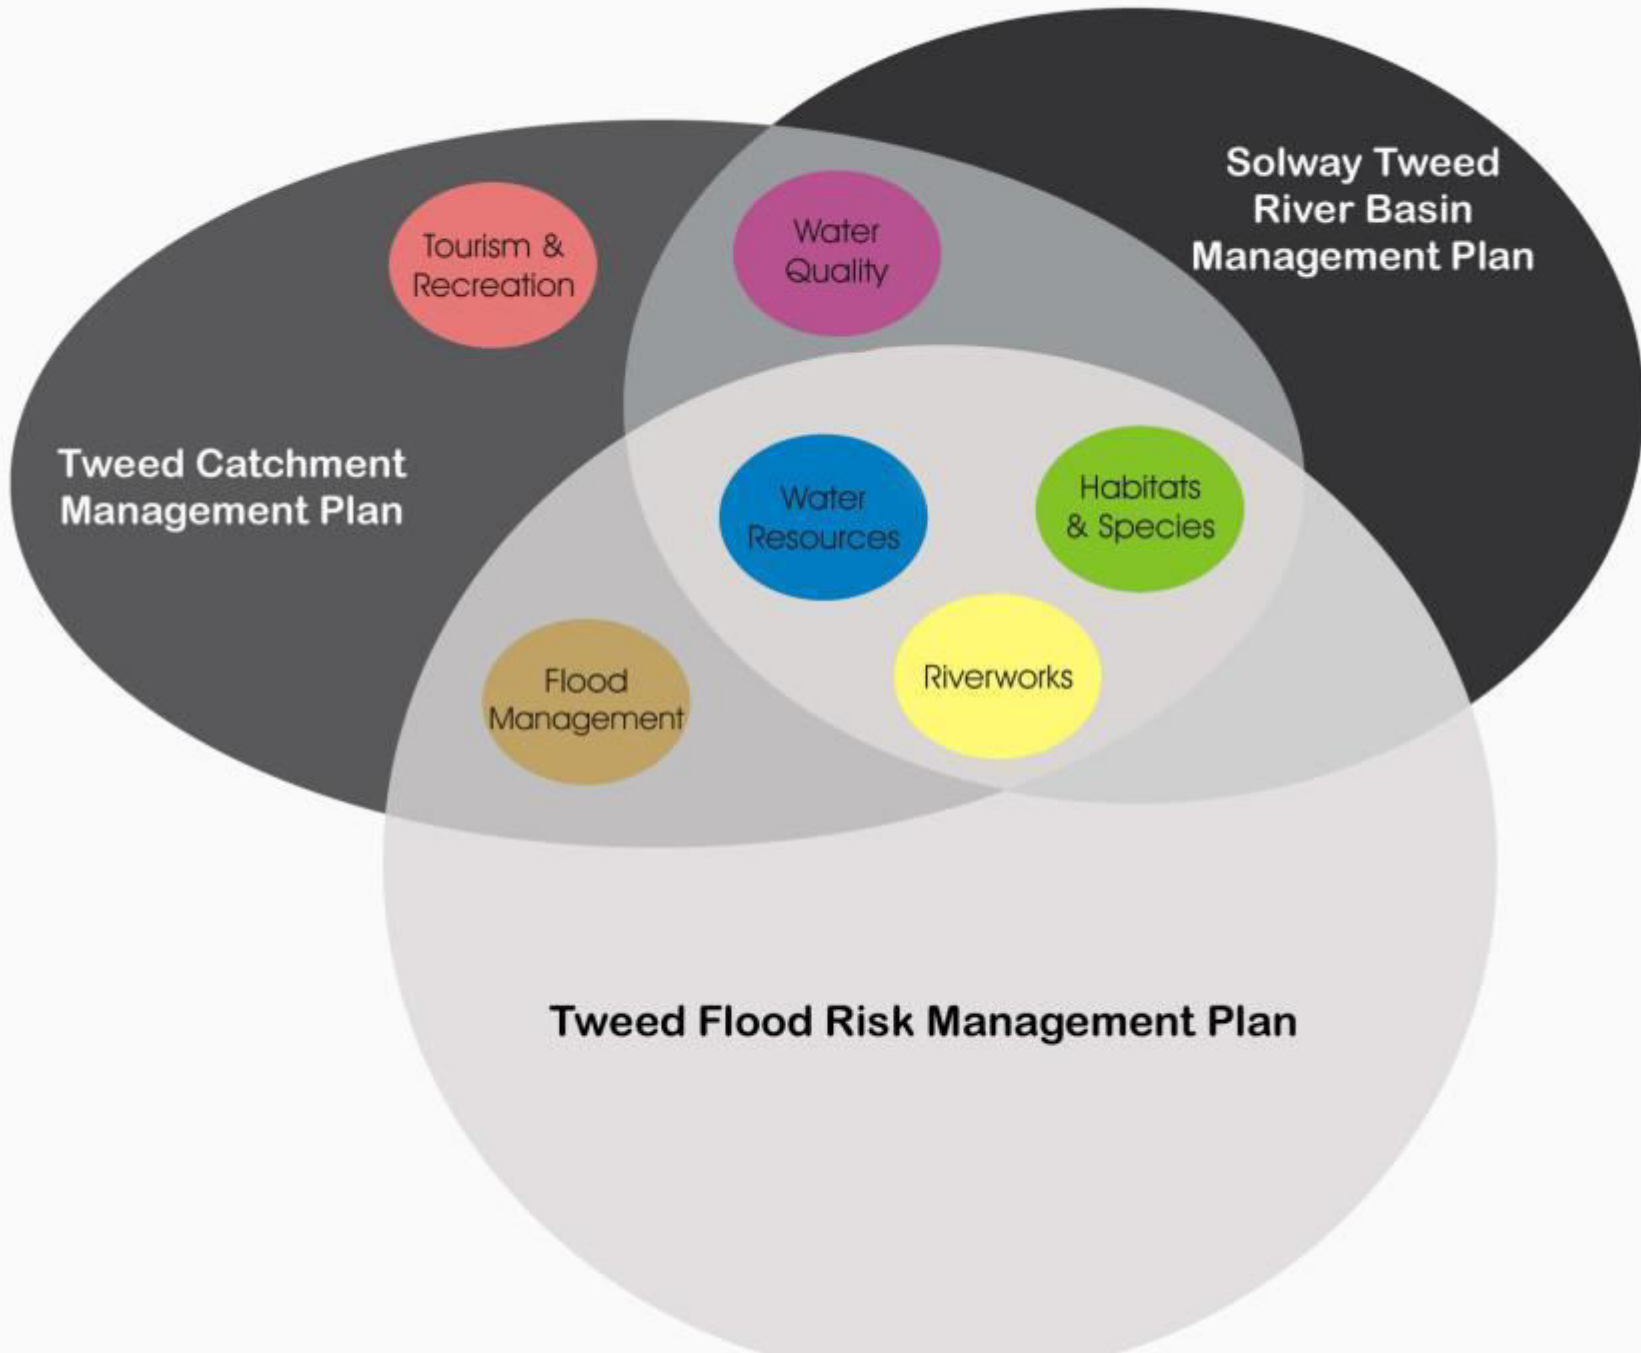 Solway Tweed
River Basin
Management Plan
Tourism &
Recreation
Water
Quality
Tweed Catchment
Management Plan
Water
Resources
Habitats
& Species
Flood
Management
Riverworks
Tweed Flood Risk Management Plan